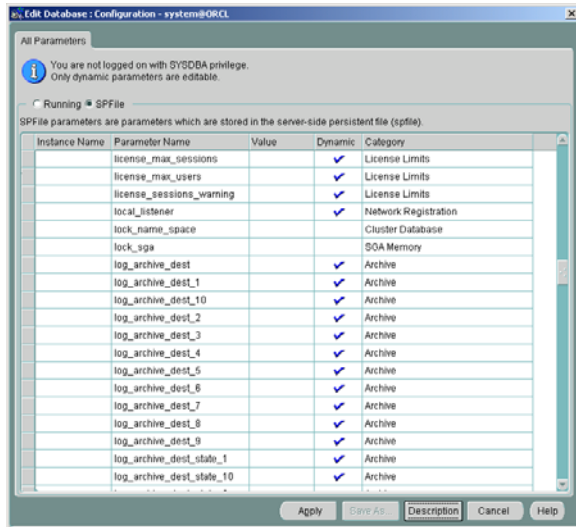 Edit Database : Configuration - system@ORCL
All Parameters
You are not logged on with SYSDBA privilege.
Only dynamic parameters are editable.
Running SPFile
SPFile parameters are parameters which are stored in the server-side persistent file (spfile).
Instance Name Parameter Name Value Dynamic Category
license_max_sessions License Limits
license_max_users License Limits
license_sessions_warning License Limits
local_listener Network Registration
lock_name_space Cluster Database
lock_sga SGA Memory
log_archive_dest Archive
log_archive_dest_1 Archive
log_archive_dest_10 Archive
log_archive_dest_2 Archive
log_archive_dest_3 Archive
log_archive_dest_4 Archive
log_archive_dest_5 Archive
log_archive_dest_6 Archive
log_archive_dest_7 Archive
log_archive_dest_8 Archive
log_archive_dest_9 Archive
log_archive_dest_state_1 Archive
log_archive_dest_state_10 Archive
Apply Save As... Description Cancel Help